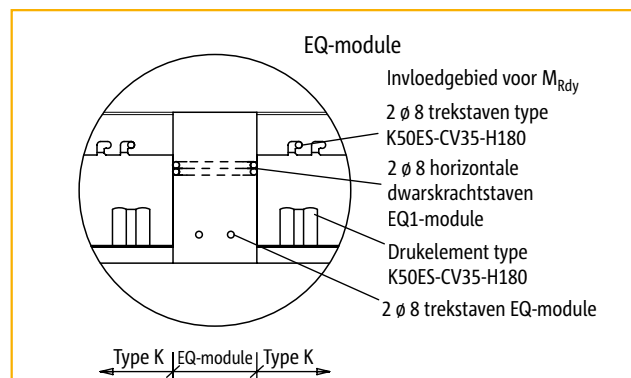 EQ-module
Invloedgebied voor MRdy
2 ø 8 trekstaven type
K50ES-CV35-H180
2 ø 8 horizontale
dwarskrachtstaven
EQ1-module
Drukelement type
K50ES-CV35-H180
2 ø 8 trekstaven EQ-module
Type K EQ-module Type K